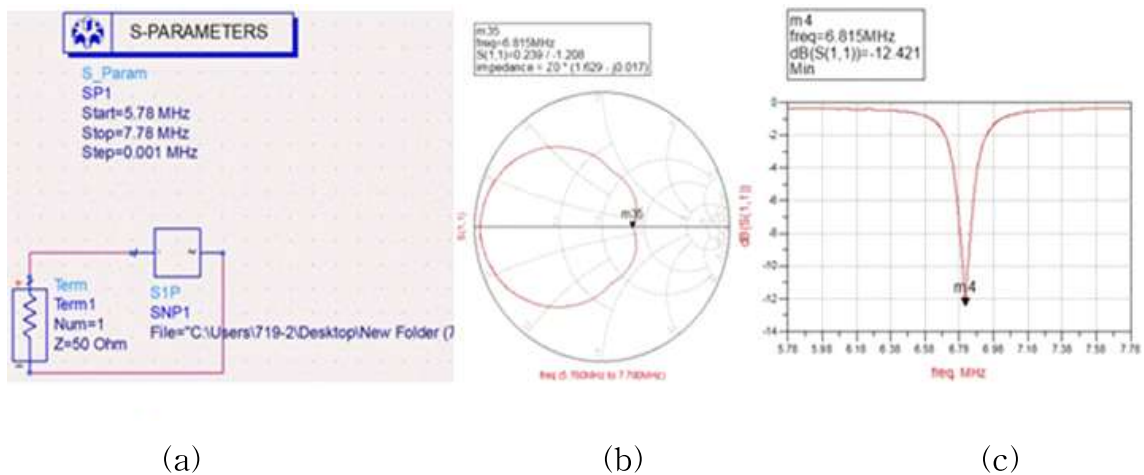 S-PARAMETERS
S_Param
SP1
Start=5.78 MHz
Stop=7.78 MHz
Step=0.001 MHz
Term
Term1
Num=1
Z=50 Ohm
S1P
SNP1
File="C:\Users\719-2\Desktop\New Folder (7
m35
freq=6.815MHz
S(1,1)=0.239 / -1.208
impedance = Z0 * (1.629 - j0.017)
m35
S(1,1)
freq (5.780MHz to 7.780MHz)
m4
freq=6.815MHz
dB(S(1,1))=-12.421
Min
0
-2
-4
-6
-8
-10
-12
-14
dB(S(1,1))
m4
5.78 5.98 6.18 6.38 6.58 6.78 6.98 7.18 7.38 7.58 7.78
freq, MHz
(a) (b) (c)